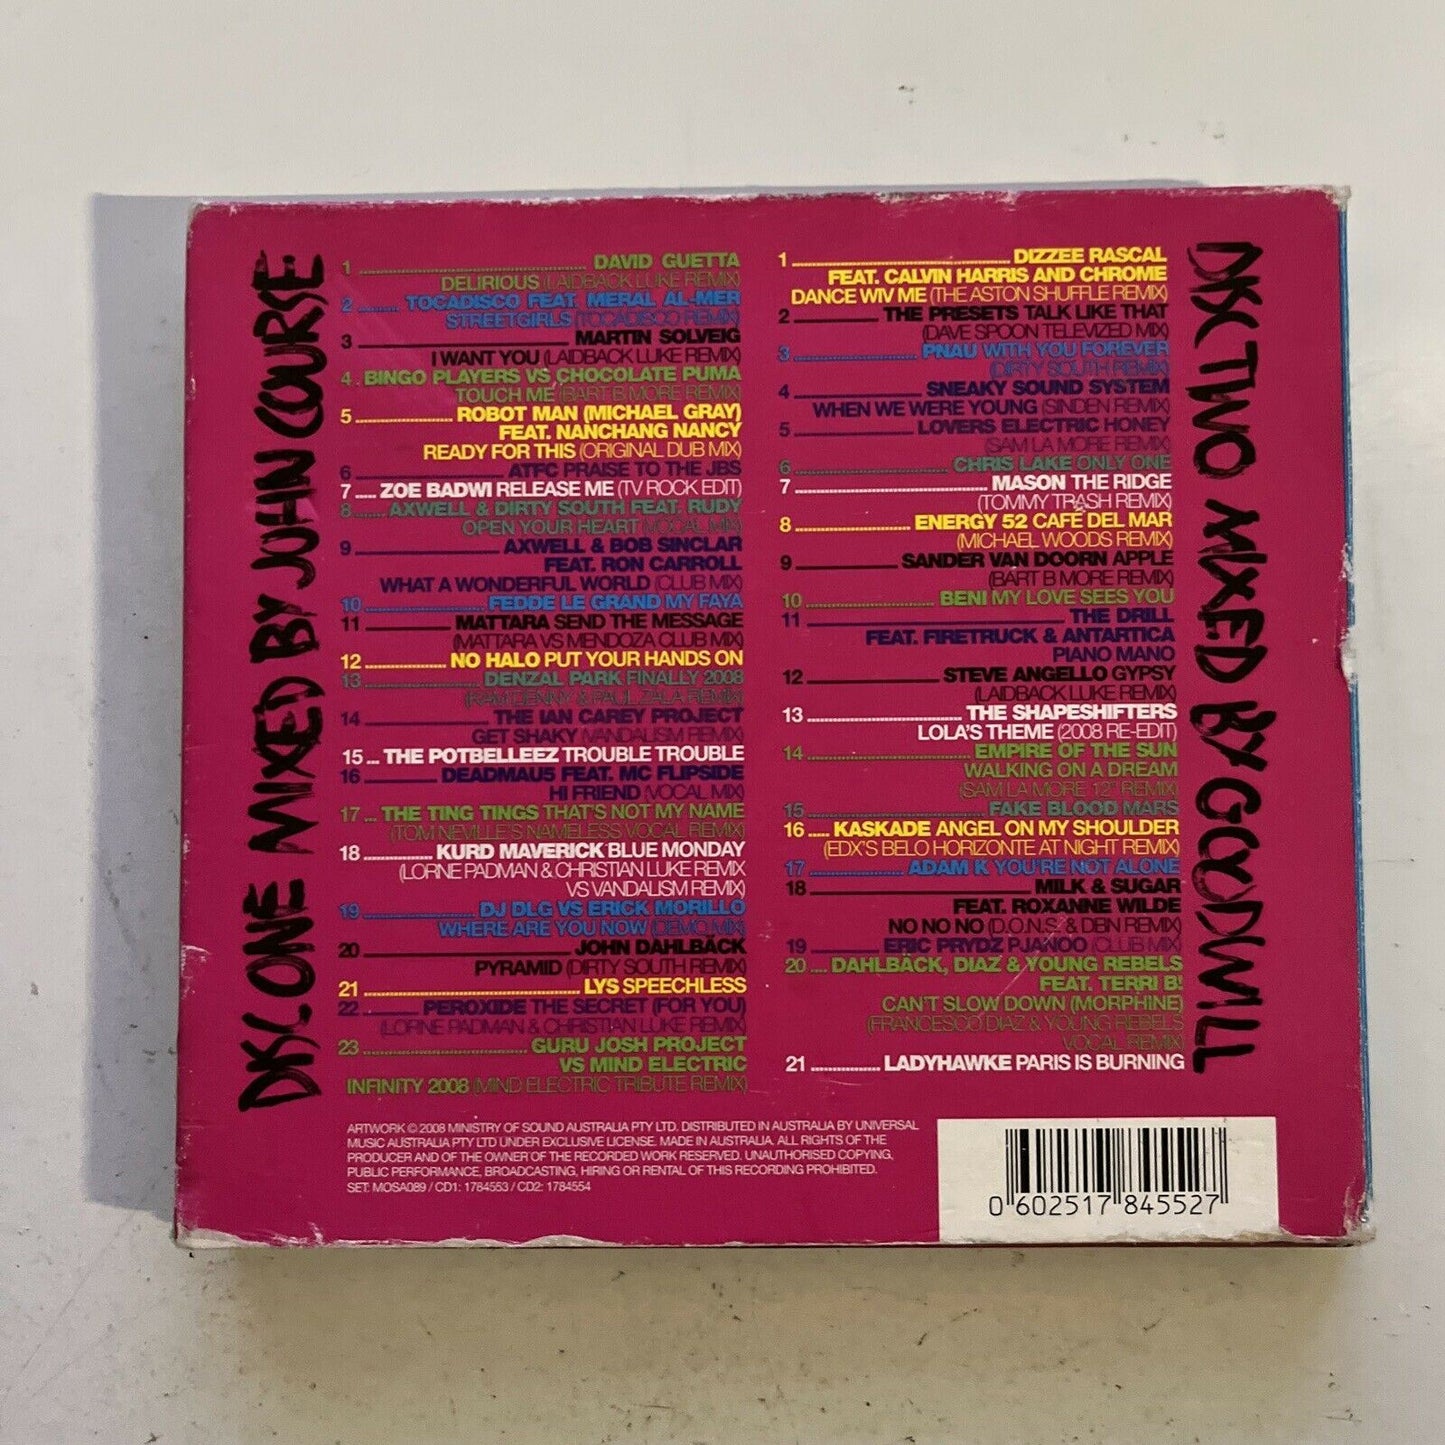 DISC ONE MIXED BY JOHN COURSE.
1 DAVID GUETTA
DELIRIOUS (LAIDBACK LUKE REMIX)
2 TOCADISCO FEAT. MERAL AL-MER
STREETGIRLS (TOCADISCO REMIX)
3 MARTIN SOLVEIG
I WANT YOU (LAIDBACK LUKE REMIX)
4 BINGO PLAYERS VS CHOCOLATE PUMA
TOUCH ME (BART B MORE REMIX)
5 ROBOT MAN (MICHAEL GRAY)
FEAT. NANCHANG NANCY
READY FOR THIS (ORIGINAL DUB MIX)
6 ATFC PRAISE TO THE JBS
7 ZOE BADWI RELEASE ME (TV ROCK EDIT)
8 AXWELL & DIRTY SOUTH FEAT. RUDY
OPEN YOUR HEART (VOCAL MIX)
9 AXWELL & BOB SINCLAR
FEAT. RON CARROLL
WHAT A WONDERFUL WORLD (CLUB MIX)
10 FEDDE LE GRAND MY FAYA
11 MATTARA SEND THE MESSAGE
(MATTARA VS MENDOZA CLUB MIX)
12 NO HALO PUT YOUR HANDS ON
13 DENZAL PARK FINALLY 2008
(RAM DENNY & PAUL ZALA REMIX)
14 THE IAN CAREY PROJECT
GET SHAKY (VANDALISM REMIX)
15 ... THE POTBELLEEZ TROUBLE TROUBLE
16 DEADMAU5 FEAT. MC FLIPSIDE
HI FRIEND (VOCAL MIX)
17 ... THE TING TINGS THAT'S NOT MY NAME
(TOM NEVILLE'S NAMELESS VOCAL REMIX)
18 KURD MAVERICK BLUE MONDAY
(LORNE PADMAN & CHRISTIAN LUKE REMIX
VS VANDALISM REMIX)
19 DJ DLG VS ERICK MORILLO
WHERE ARE YOU NOW (DEMO MIX)
20 JOHN DAHLBÄCK
PYRAMID (DIRTY SOUTH REMIX)
21 LYS SPEECHLESS
22 PEROXIDE THE SECRET (FOR YOU)
(LORNE PADMAN & CHRISTIAN LUKE REMIX)
23 GURU JOSH PROJECT
VS MIND ELECTRIC
INFINITY 2008 (MIND ELECTRIC TRIBUTE REMIX)
1 DIZZEE RASCAL
FEAT. CALVIN HARRIS AND CHROME
DANCE WIV ME (THE ASTON SHUFFLE REMIX)
2 THE PRESETS TALK LIKE THAT
(DAVE SPOON TELEVIZED MIX)
3 PNAU WITH YOU FOREVER
(DIRTY SOUTH REMIX)
4 SNEAKY SOUND SYSTEM
WHEN WE WERE YOUNG (SINDEN REMIX)
5 LOVERS ELECTRIC HONEY
(SAM LA MORE REMIX)
6 CHRIS LAKE ONLY ONE
7 MASON THE RIDGE
(TOMMY TRASH REMIX)
8 ENERGY 52 CAFÉ DEL MAR
(MICHAEL WOODS REMIX)
9 SANDER VAN DOORN APPLE
(BART B MORE REMIX)
10 BENI MY LOVE SEES YOU
11 THE DRILL
FEAT. FIRETRUCK & ANTARTICA
PIANO MANO
12 STEVE ANGELLO GYPSY
(LAIDBACK LUKE REMIX)
13 THE SHAPESHIFTERS
LOLA'S THEME (2008 RE-EDIT)
14 EMPIRE OF THE SUN
WALKING ON A DREAM
(SAM LA MORE 12" REMIX)
15 FAKE BLOOD MARS
16 ..... KASKADE ANGEL ON MY SHOULDER
(EDX'S BELO HORIZONTE AT NIGHT REMIX)
17 ADAM K YOU'RE NOT ALONE
18 MILK & SUGAR
FEAT. ROXANNE WILDE
NO NO NO (D.O.N.S. & DBN REMIX)
19 ERIC PRYDZ PJANOO (CLUB MIX)
20 .... DAHLBÄCK, DIAZ & YOUNG REBELS
FEAT. TERRI B!
CAN'T SLOW DOWN (MORPHINE)
(FRANCESCO DIAZ & YOUNG REBELS
VOCAL REMIX)
21 LADYHAWKE PARIS IS BURNING
DISC TWO MIXED BY GOODWILL
ARTWORK © 2008 MINISTRY OF SOUND AUSTRALIA PTY LTD. DISTRIBUTED IN AUSTRALIA BY UNIVERSAL
MUSIC AUSTRALIA PTY LTD UNDER EXCLUSIVE LICENSE. MADE IN AUSTRALIA. ALL RIGHTS OF THE
PRODUCER AND OF THE OWNER OF THE RECORDED WORK RESERVED. UNAUTHORISED COPYING,
PUBLIC PERFORMANCE, BROADCASTING, HIRING OR RENTAL OF THIS RECORDING PROHIBITED.
SET: MOSA089 / CD1: 1784553 / CD2: 1784554
0 602517 845527